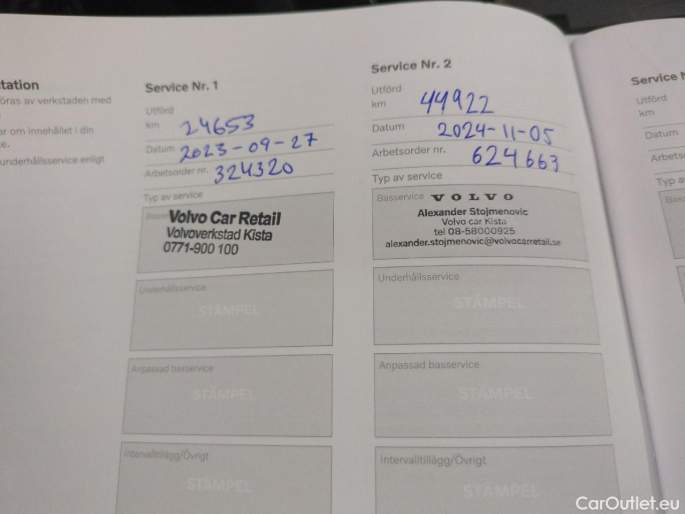 tation
öras av verkstaden med
ar om innehållet i din
underhållsservice enligt
Service Nr. 1
Utförd
km 24653
Datum 2023-09-27
Arbetsorder nr. 324320
Typ av service
Volvo Car Retail
Volvoverkstad Kista
0771-900 100
Underhållsservice
STÄMPEL
Anpassad basservice
STÄMPEL
Intervalltillägg/Övrigt
STÄMPEL
Service Nr. 2
Utförd
km 44922
Datum 2024-11-05
Arbetsorder nr. 624663
Typ av service
Basservice VOLVO
Alexander Stojmenovic
Volvo car Kista
tel 08-58000925
alexander.stojmenovic@volvocarretail.se
Underhållsservice
STÄMPEL
Anpassad basservice
STÄMPEL
Intervalltillägg/Övrigt
STÄMPEL
Service N
Utförd
km
Datum
Arbetso
Typ a
CarOutlet.eu